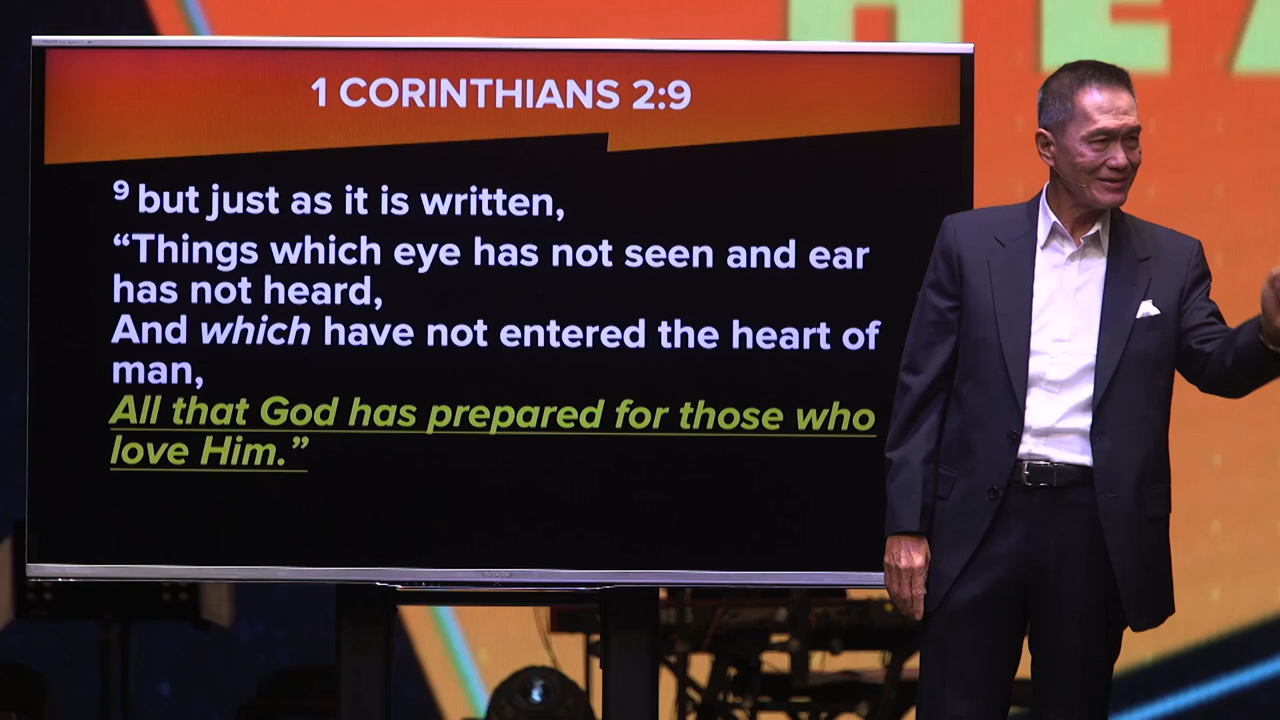 HEA
1 CORINTHIANS 2:9
9 but just as it is written,
“Things which eye has not seen and ear
has not heard,
And which have not entered the heart of
man,
All that God has prepared for those who
love Him.”